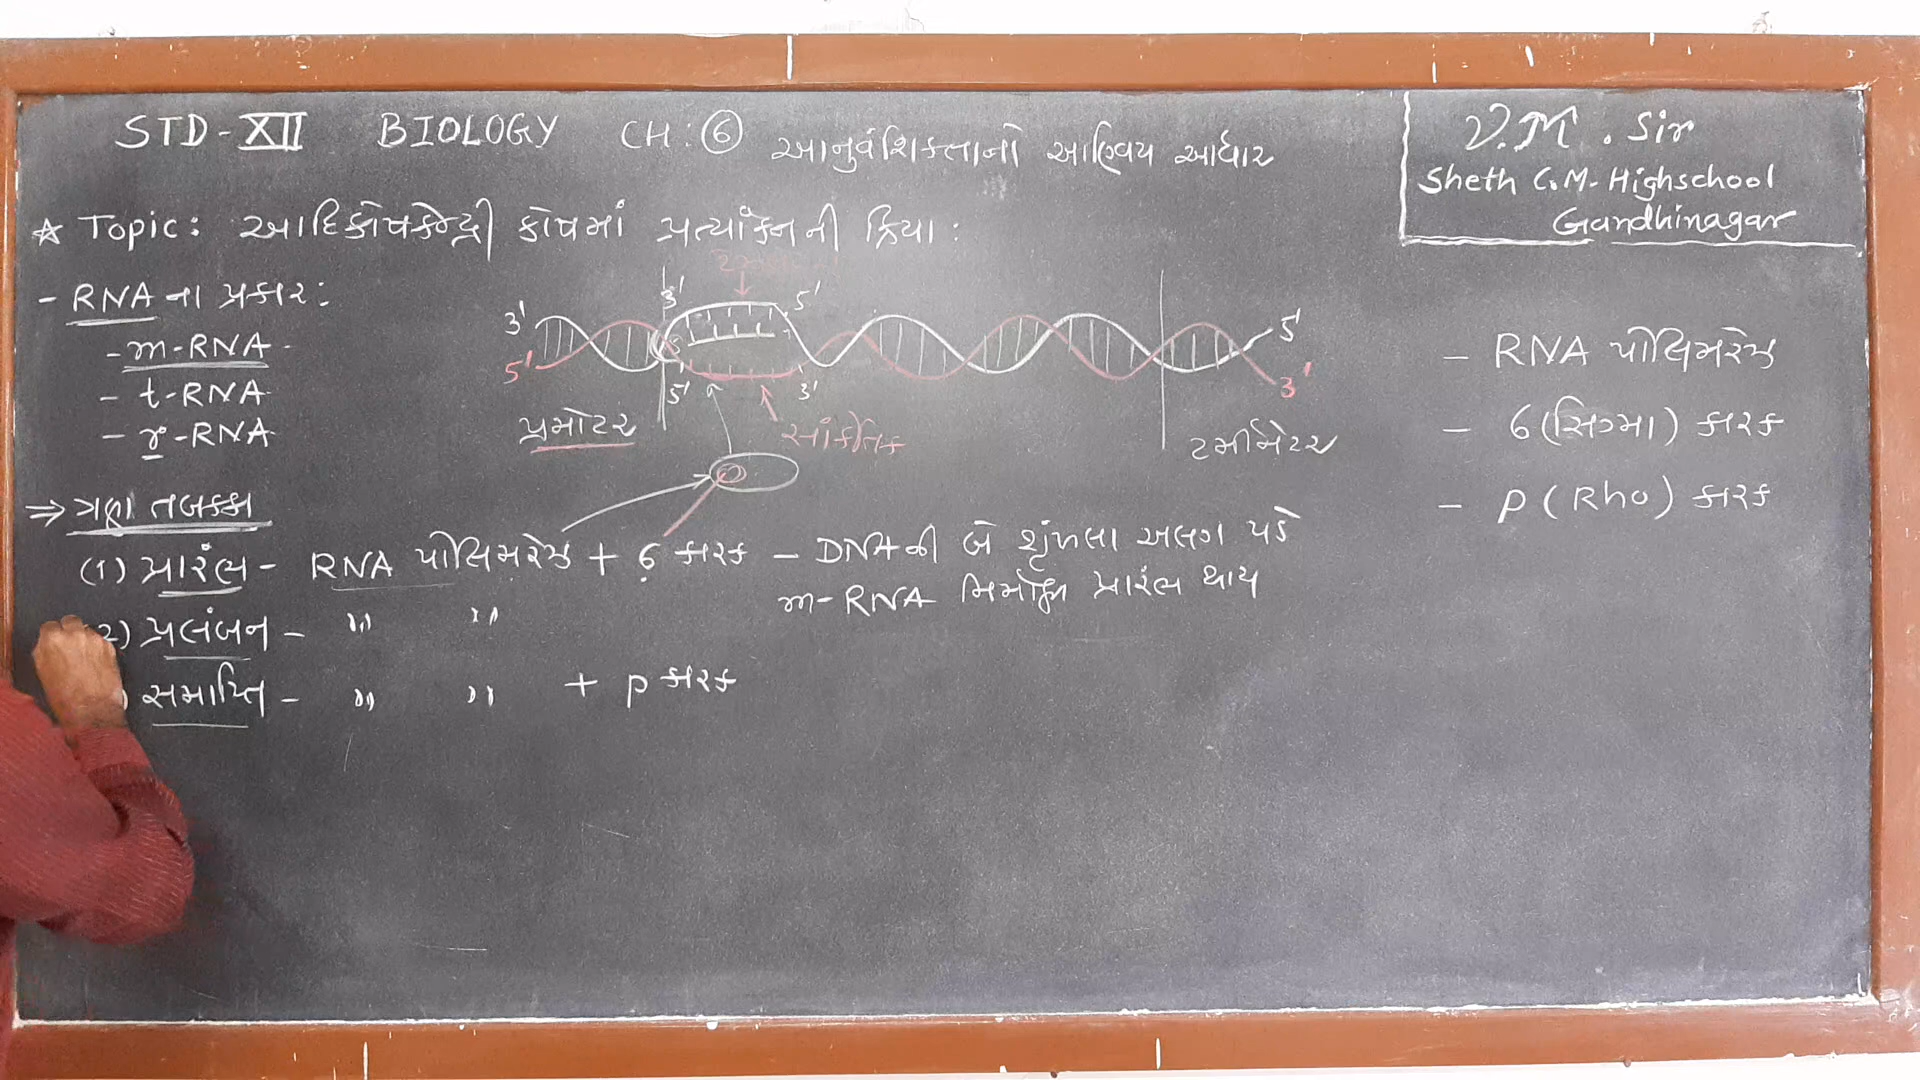 STD-XII BIOLOGY CH: 6 આનુવંશિકતાનો આણ્વિય આધાર
V.M. Sir
Sheth C.M. Highschool
Gandhinagar
* Topic: આદિકોષકેન્દ્રી કોષમાં પ્રત્યાંકનની ક્રિયા:
- RNA ના પ્રકાર:
- m-RNA
- t-RNA
- r-RNA
3' 3' 5' 5'
5' 5' 3' 3'
પ્રમોટર સાંકેતિક ટર્મીનેટર
- RNA પોલિમરેઝ
- 6 (સિગ્મા) કારક
- ρ (Rho) કારક
⇒ ત્રણ તબક્કા
(1) પ્રારંભ - RNA પોલિમરેઝ + 6 કારક - DNA ની બે શૃંખલા અલગ પડે
m-RNA નિર્માણ પ્રારંભ થાય
2) પ્રલંબન - " "
) સમાપ્તિ - " " + ρ કારક